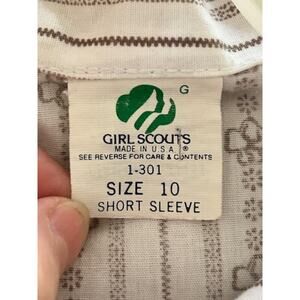 G
GIRL SCOUTS
MADE IN U.S.A. ®
SEE REVERSE FOR CARE & CONTENTS
1-301
SIZE 10
SHORT SLEEVE